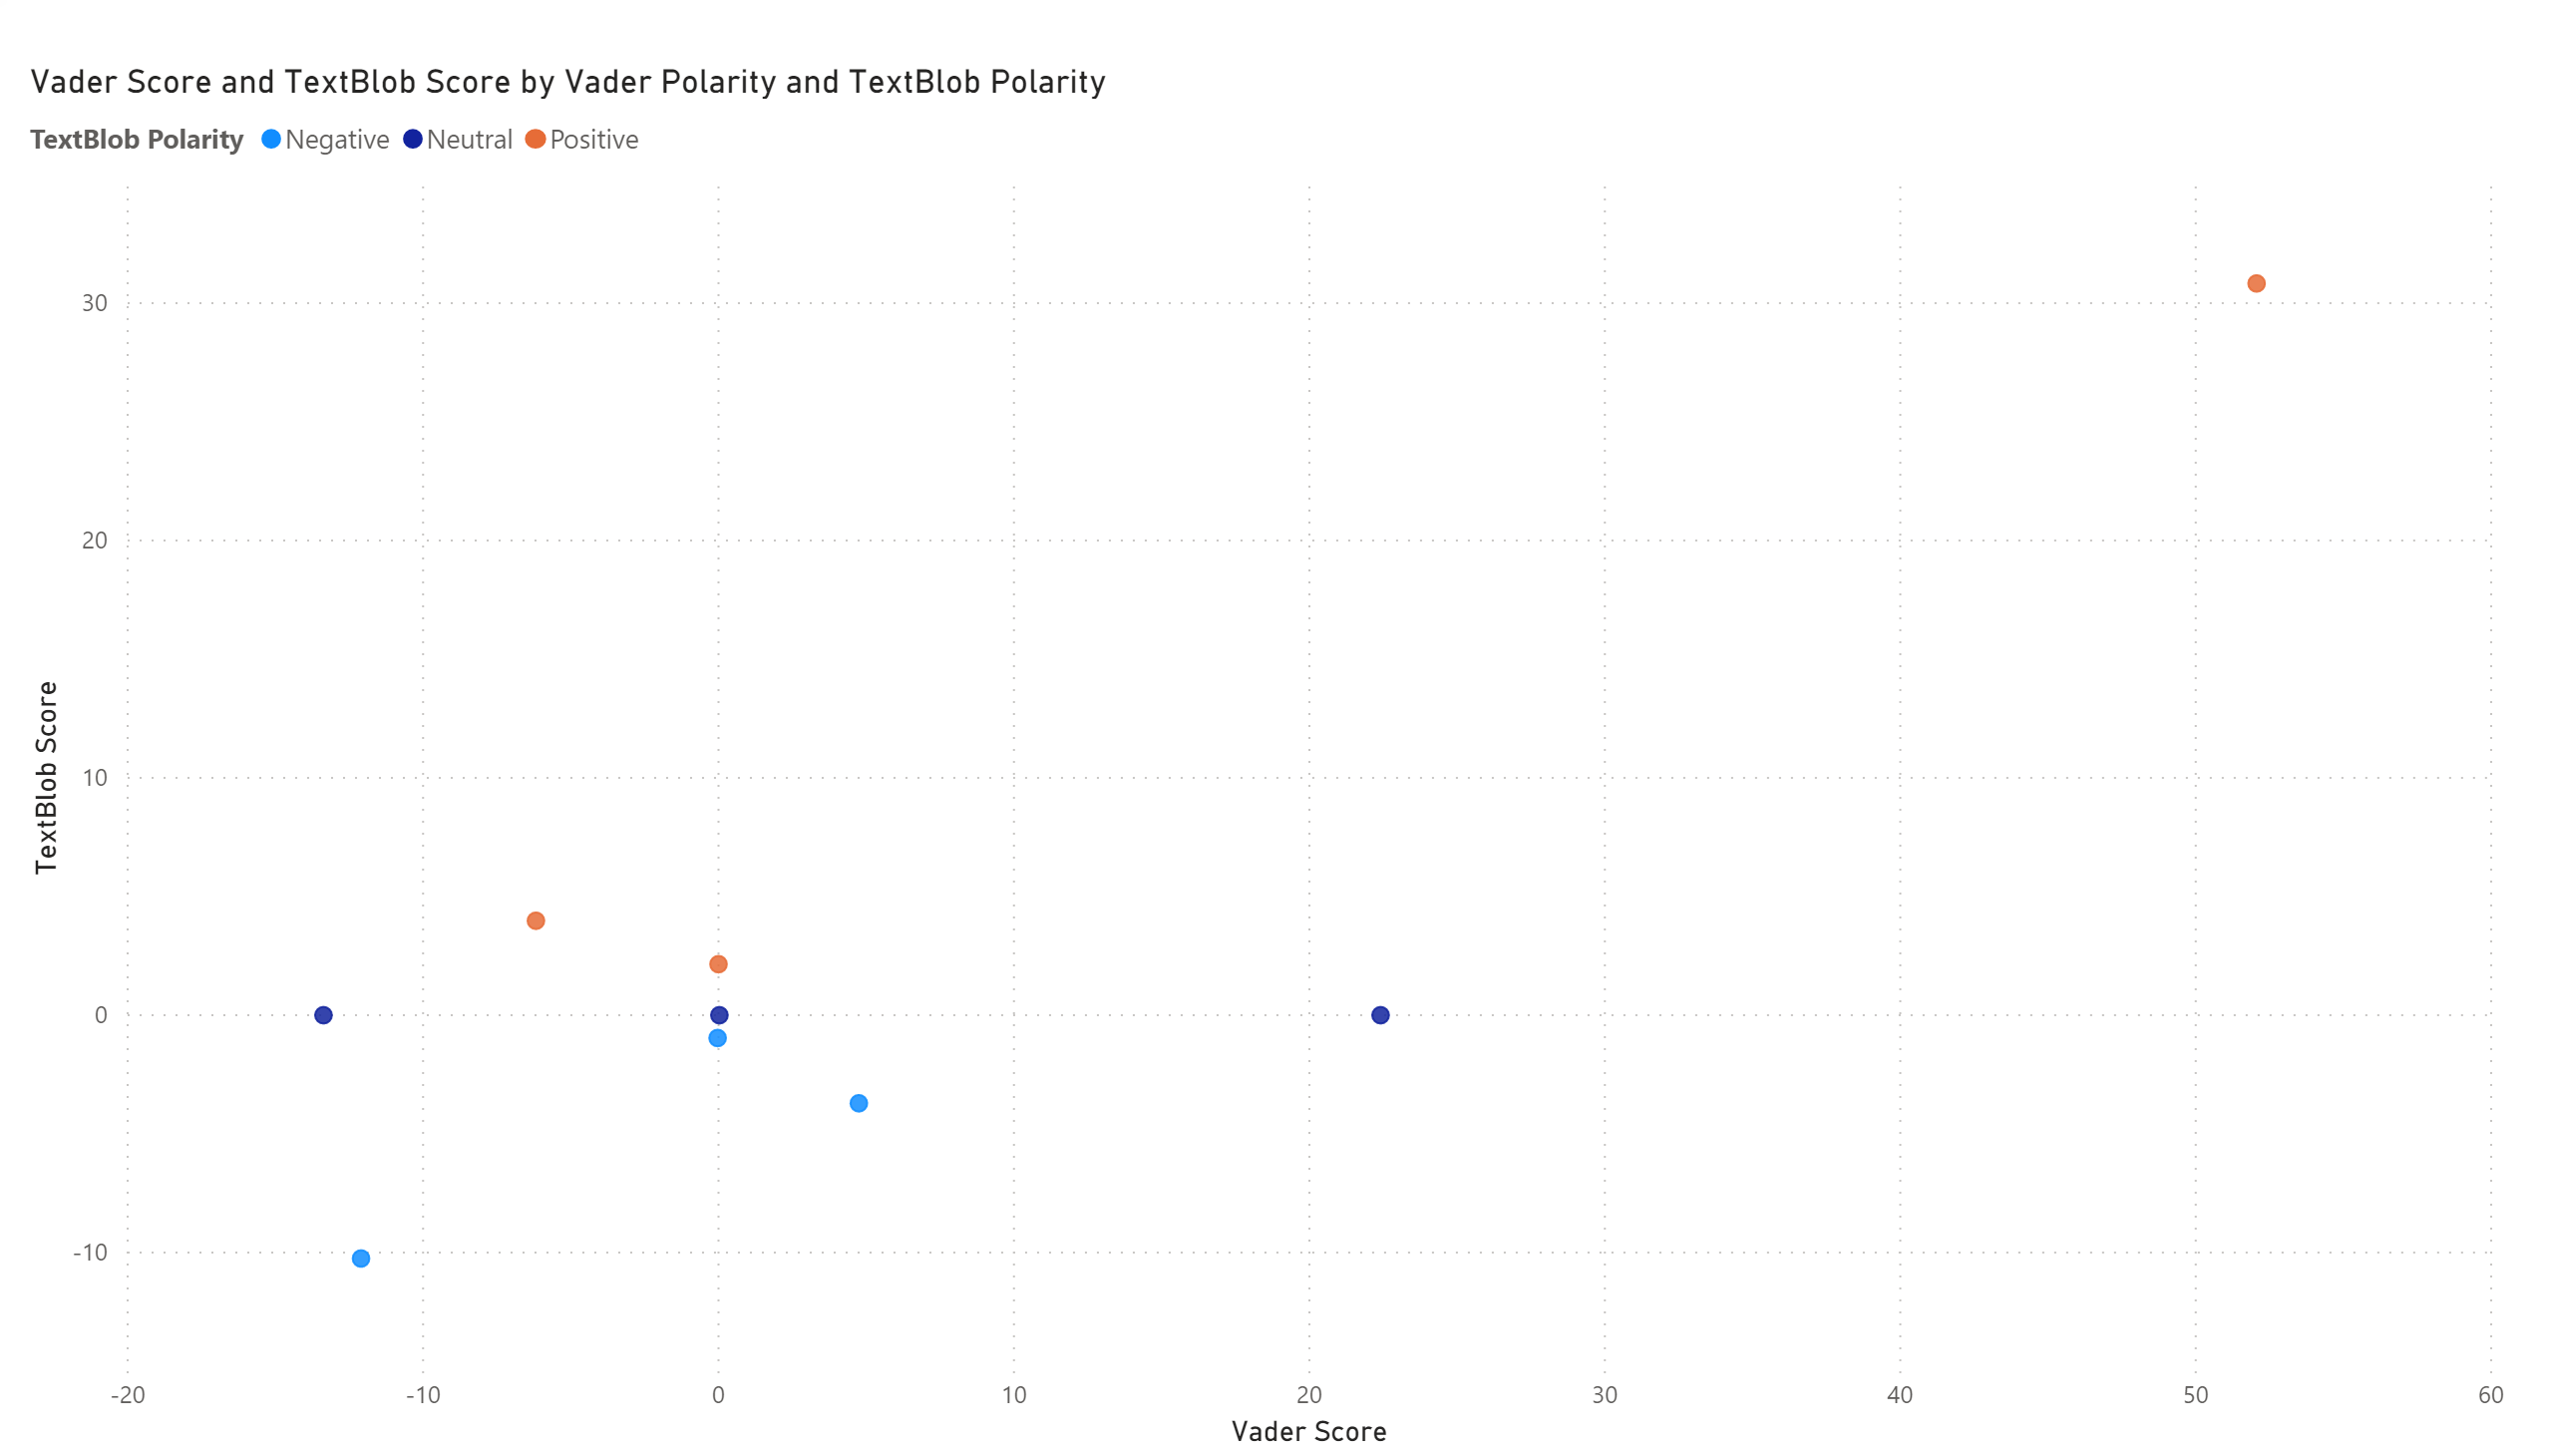 Vader Score and TextBlob Score by Vader Polarity and TextBlob Polarity
TextBlob Polarity Negative Neutral Positive
30
20
10
0
-10
TextBlob Score
-20 -10 0 10 20 30 40 50 60
Vader Score